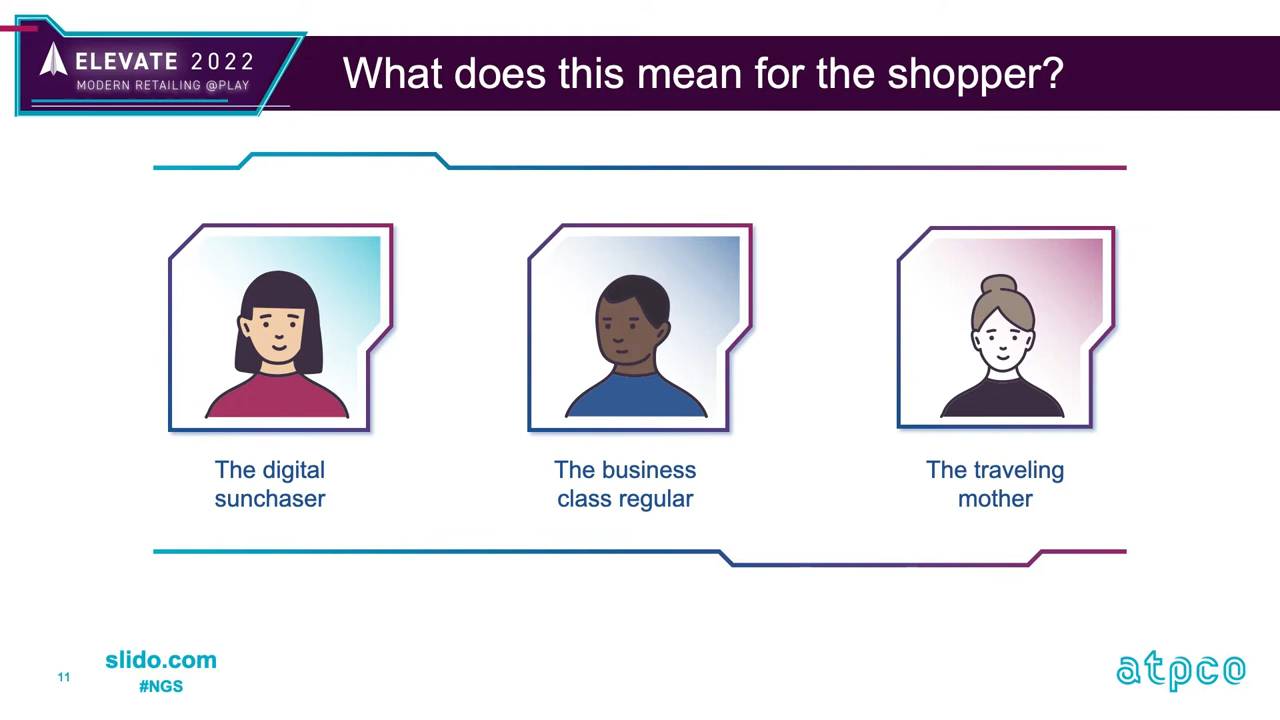 ELEVATE 2022
MODERN RETAILING @PLAY
What does this mean for the shopper?
The digital
sunchaser
The business
class regular
The traveling
mother
11
slido.com
#NGS
atpco